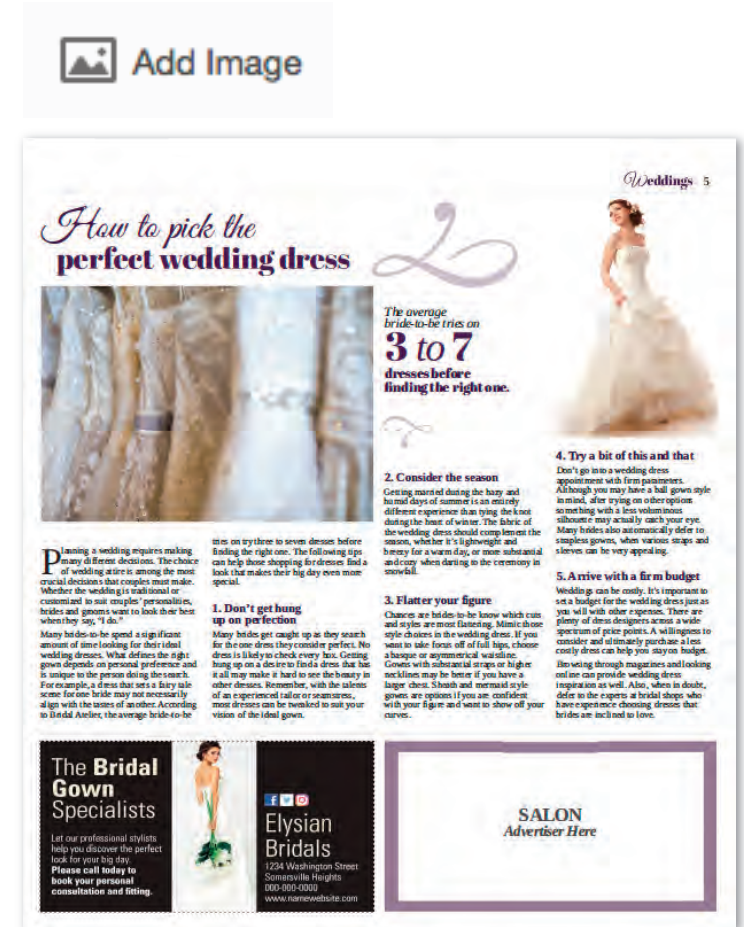 Add Image
Weddings 5
How to pick the
perfect wedding dress
The average
bride-to-be tries on
3 to 7
dresses before
finding the right one.
Planning a wedding requires making
many different decisions. The choice
of wedding attire is among the most
crucial decisions that couples must make.
Whether the wedding is traditional or
customized to suit couples' personalities,
brides and grooms want to look their best
when they say, "I do."
Many brides-to-be spend a significant
amount of time looking for their ideal
wedding dresses. What defines the right
gown depends on personal preference and
is unique to the person doing the search.
For example, a dress that sets a fairy tale
scene for one bride may not necessarily
align with the tastes of another. According
to Bridal Atelier, the average bride-to-be
tries on try three to seven dresses before
finding the right one. The following tips
can help those shopping for dresses find a
look that makes their big day even more
special.
1. Don't get hung
up on perfection
Many brides get caught up as they search
for the one dress they consider perfect. No
dress is likely to check every box. Getting
hung up on a desire to find a dress that has
it all may make it hard to see the beauty in
other dresses. Remember, with the talents
of an experienced tailor or seamstress,
most dresses can be tweaked to suit your
vision of the ideal gown.
2. Consider the season
Getting married during the hazy and
humid days of summer is an entirely
different experience than tying the knot
during the heart of winter. The fabric of
the wedding dress should complement the
season, whether it's lightweight and
breezy for a warm day, or more substantial
and cozy when darting to the ceremony in
snowfall.
3. Flatter your figure
Chances are brides-to-be know which cuts
and styles are most flattering. Mimic those
style choices in the wedding dress. If you
want to take focus off of full hips, choose
a basque or asymmetrical waistline.
Gowns with substantial straps or higher
necklines may be better if you have a
larger chest. Sheath and mermaid style
gowns are options if you are confident
with your figure and want to show off your
curves.
4. Try a bit of this and that
Don't go into a wedding dress
appointment with firm parameters.
Although you may have a ball gown style
in mind, after trying on other options
something with a less voluminous
silhouette may actually catch your eye.
Many brides also automatically defer to
strapless gowns, when various straps and
sleeves can be very appealing.
5. Arrive with a firm budget
Weddings can be costly. It's important to
set a budget for the wedding dress just as
you will with other expenses. There are
plenty of dress designers across a wide
spectrum of price points. A willingness to
consider and ultimately purchase a less
costly dress can help you stay on budget.
Browsing through magazines and looking
online can provide wedding dress
inspiration as well. Also, when in doubt,
defer to the experts at bridal shops who
have experience choosing dresses that
brides are inclined to love.
The Bridal
Gown
Specialists
Let our professional stylists
help you discover the perfect
look for your big day.
Please call today to
book your personal
consultation and fitting.
Elysian
Bridals
1234 Washington Street
Somersville Heights
000-000-0000
www.namewebsite.com
SALON
Advertiser Here